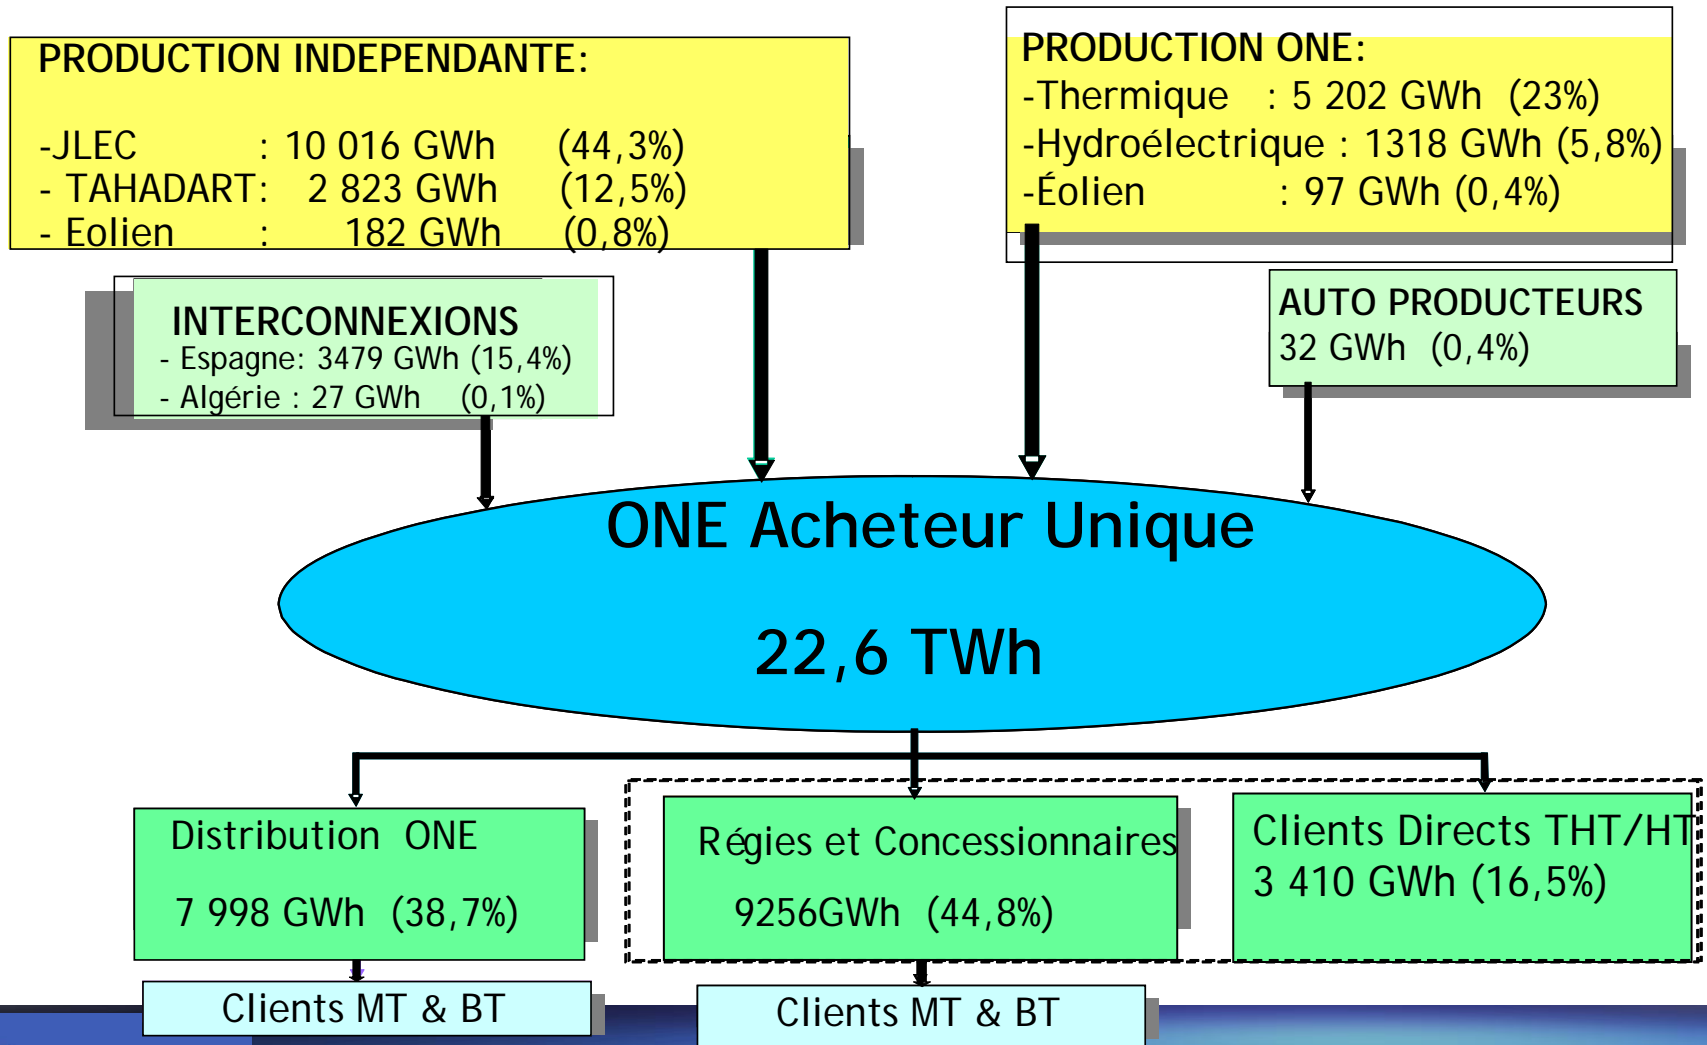 PRODUCTION INDEPENDANTE:
-JLEC : 10 016 GWh (44,3%)
- TAHADART: 2 823 GWh (12,5%)
- Eolien : 182 GWh (0,8%)
PRODUCTION ONE:
-Thermique : 5 202 GWh (23%)
-Hydroélectrique : 1318 GWh (5,8%)
-Éolien : 97 GWh (0,4%)
INTERCONNEXIONS
- Espagne: 3479 GWh (15,4%)
- Algérie : 27 GWh (0,1%)
AUTO PRODUCTEURS
32 GWh (0,4%)
ONE Acheteur Unique
22,6 TWh
Distribution ONE
7 998 GWh (38,7%)
Régies et Concessionnaires
9256GWh (44,8%)
Clients Directs THT/HT
3 410 GWh (16,5%)
Clients MT & BT
Clients MT & BT